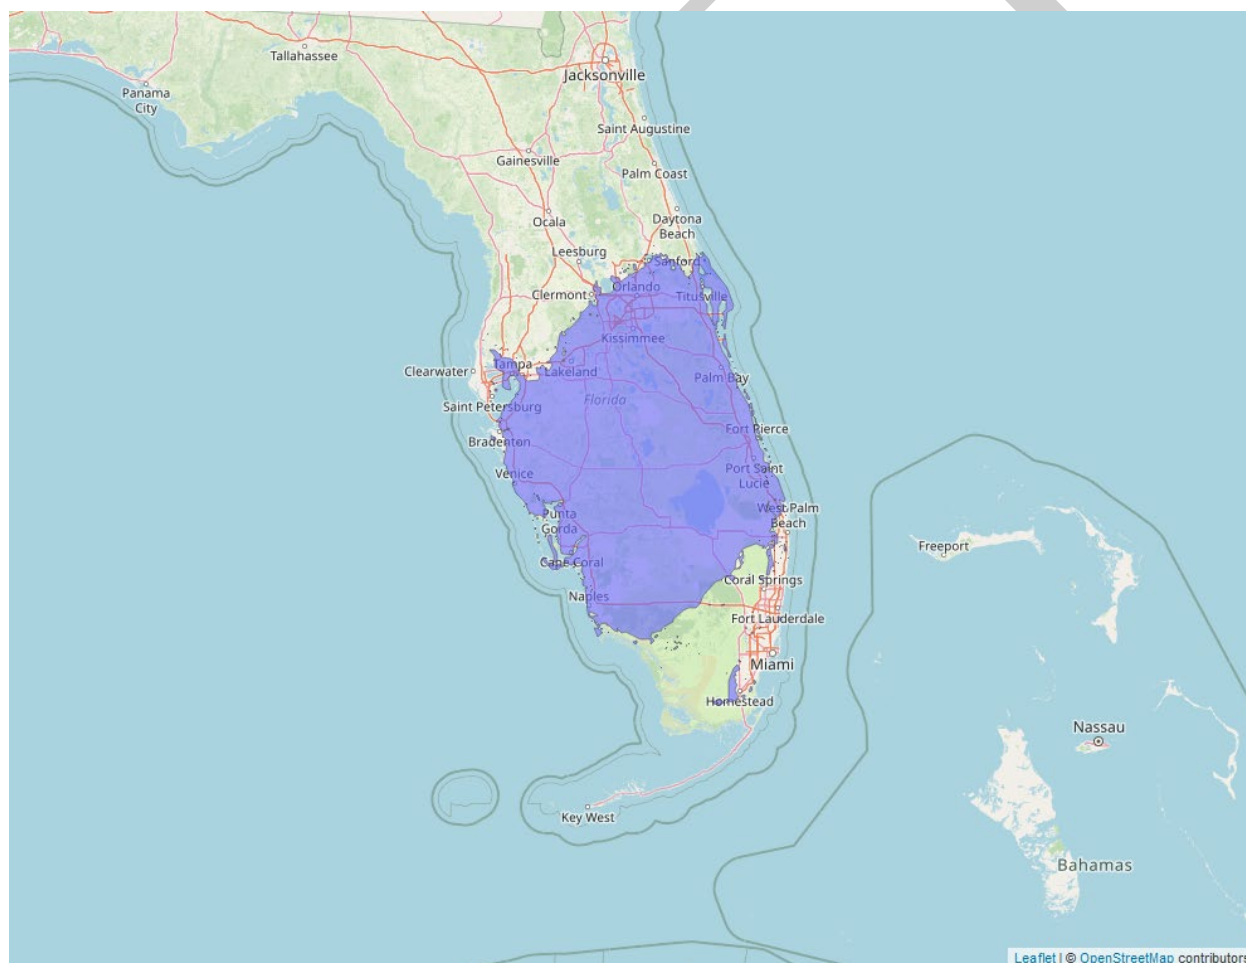 Tallahassee
Jacksonville
Panama
City
Saint Augustine
Gainesville
Palm Coast
Ocala
Daytona
Beach
Leesburg
Sanford
Clermont
Orlando
Titusville
Kissimmee
Tampa
Clearwater
Lakeland
Palm Bay
Florida
Saint Petersburg
Fort Pierce
Bradenton
Venice
Port Saint
Lucie
Punta
Gorda
West Palm
Beach
Freeport
Cape Coral
Coral Springs
Naples
Fort Lauderdale
Miami
Homestead
Nassau
Key West
Bahamas
Leaflet | © OpenStreetMap contributors